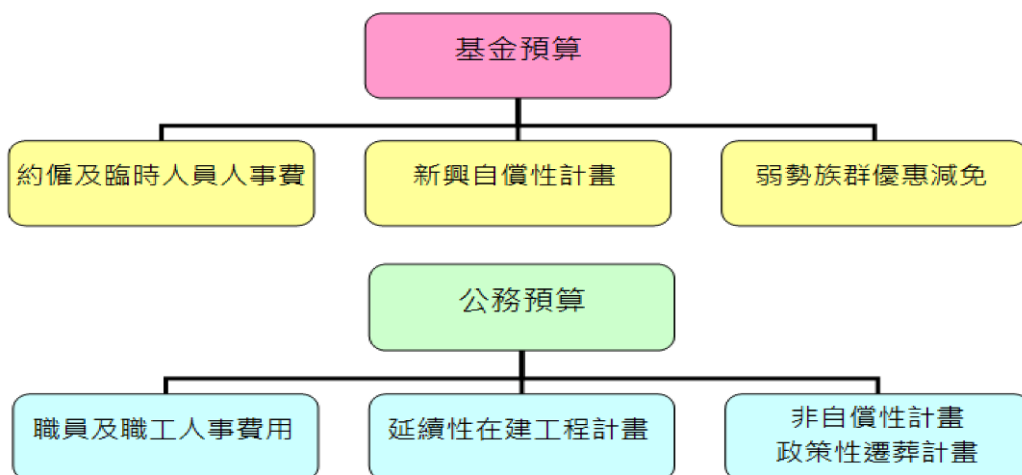 基金預算
約僱及臨時人員人事費
新興自償性計畫
弱勢族群優惠減免
公務預算
職員及職工人事費用
延續性在建工程計畫
非自償性計畫
政策性遷葬計畫